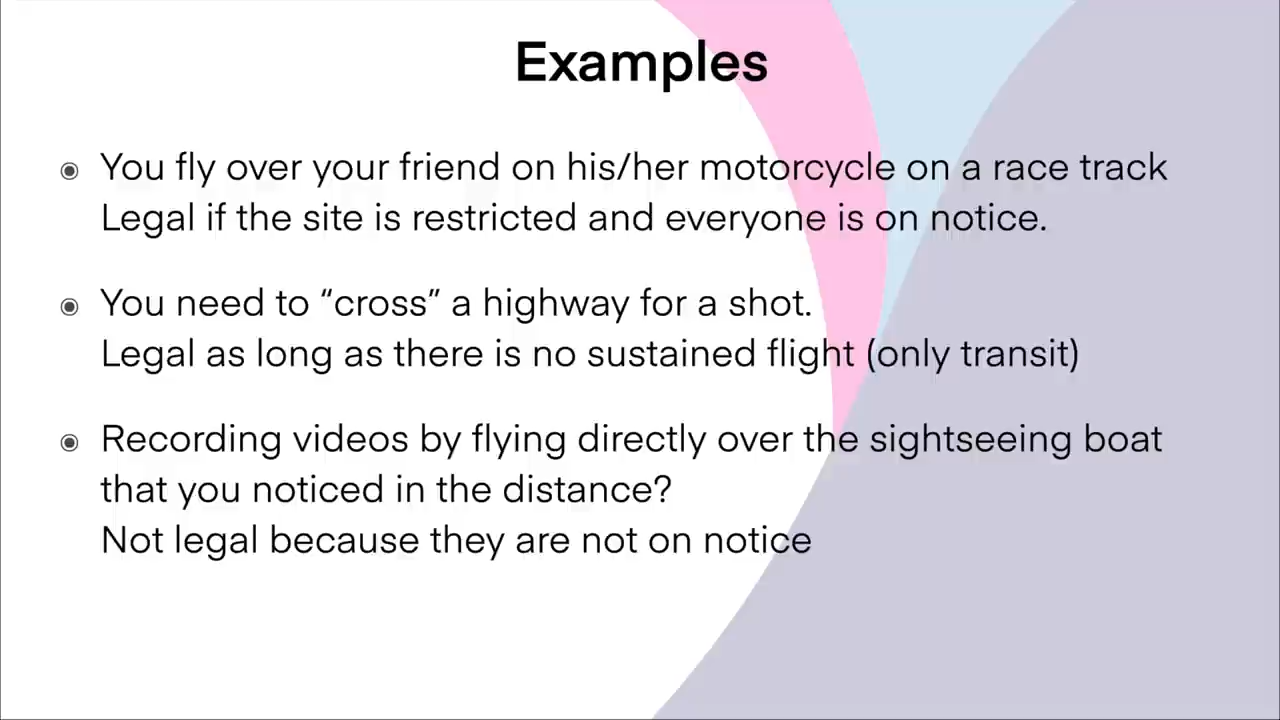 Examples
You fly over your friend on his/her motorcycle on a race track
Legal if the site is restricted and everyone is on notice.
You need to “cross” a highway for a shot.
Legal as long as there is no sustained flight (only transit)
Recording videos by flying directly over the sightseeing boat
that you noticed in the distance?
Not legal because they are not on notice